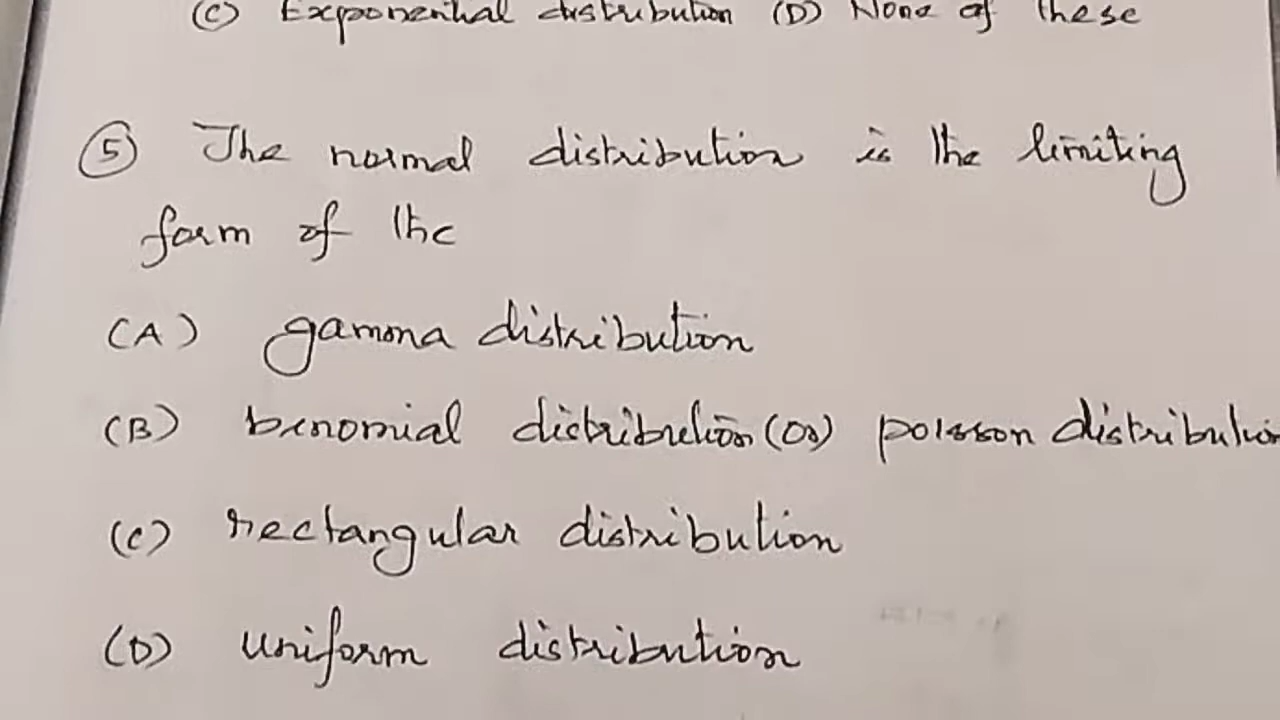 (C) Exponential distribution (D) None of these
(5) The normal distribution is the limiting
form of the
(A) gamma distribution
(B) binomial distribution (Or) poisson distribution
(C) rectangular distribution
(D) uniform distribution